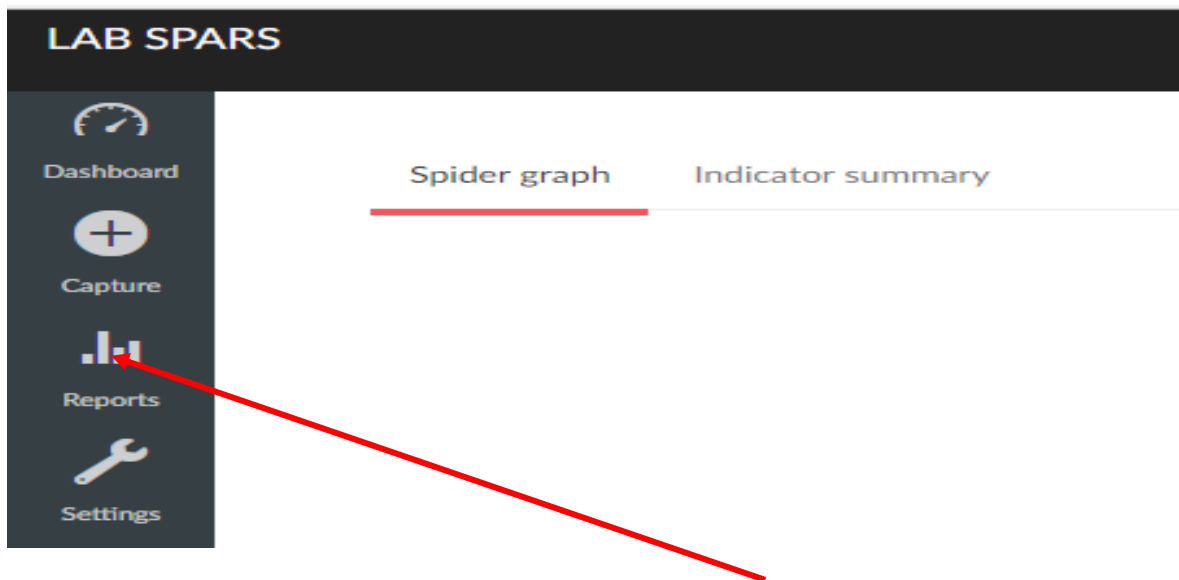 LAB SPARS
Dashboard
Spider graph Indicator summary
Capture
Reports
Settings